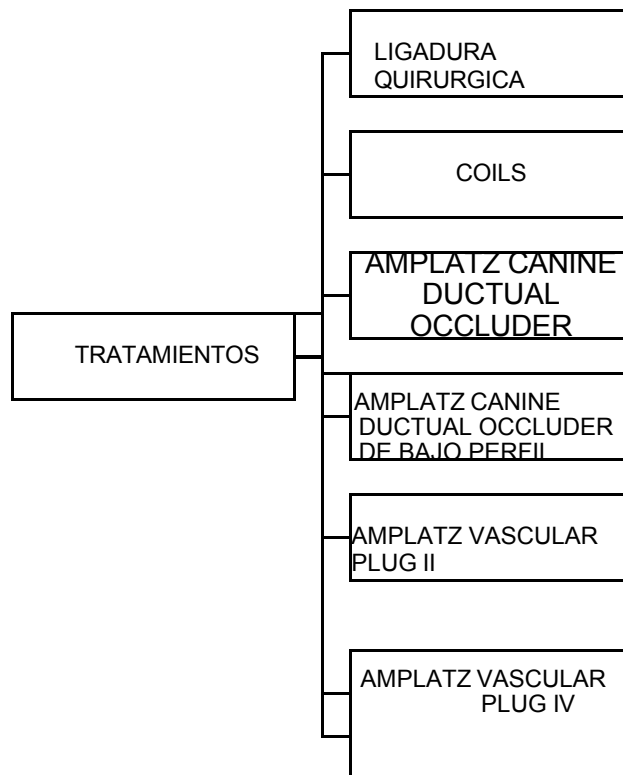 LIGADURA
QUIRURGICA
COILS
AMPLATZ CANINE
DUCTUAL
OCCLUDER
TRATAMIENTOS
AMPLATZ CANINE
DUCTUAL OCCLUDER
DE BAJO PERFIL
AMPLATZ VASCULAR
PLUG II
AMPLATZ VASCULAR
PLUG IV